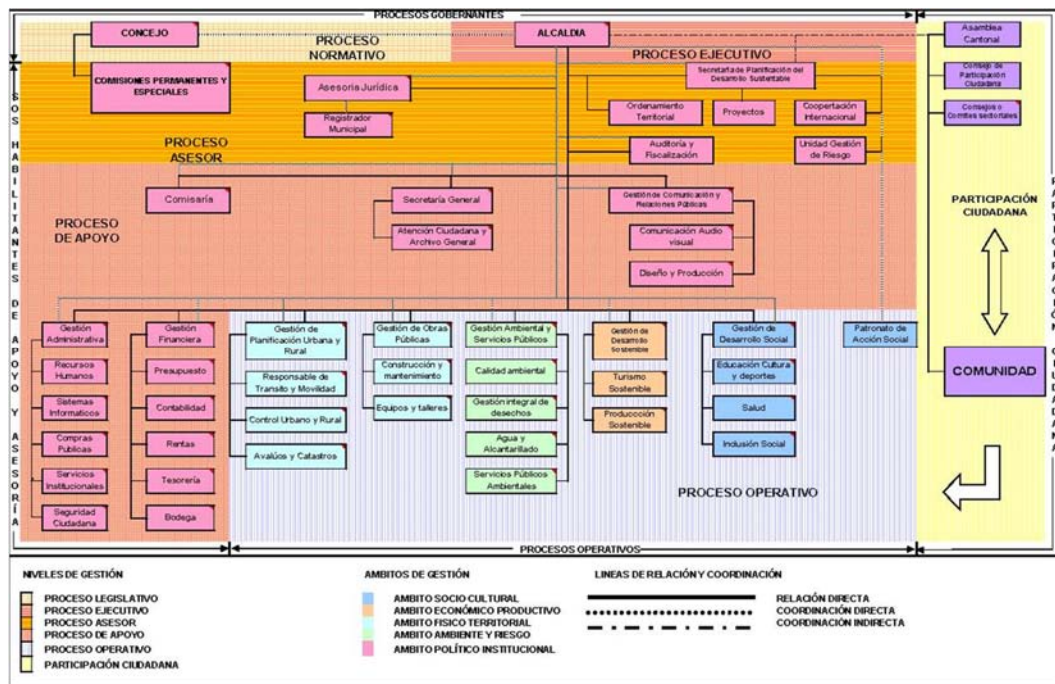 PROCESOS GOBERNANTES
CONCEJO
PROCESO
NORMATIVO
COMISIONES PERMANENTES Y
ESPECIALES
ALCALDIA
PROCESO EJECUTIVO
Asesoria Jurídica
Registrador
Municipal
Secretaría de Planificación del
Desarrollo Sustentable
Ordenamiento
Territorial
Proyectos
Coopertación
Internacional
PROCESO
ASESOR
Auditoría y
Fiscalización
Unidad Gestión
de Riesgo
Asamblea
Cantonal
Consejo de
Participación
Ciudadana
Consejos o
Comites sectoriales
PROCESO
DE APOYO
Comisaría
Secretaría General
Atención Ciudadana y
Archivo General
Gestión de Comunicación y
Relaciones Públicas
Comunicación Audio
visual
Diseño y Producción
PARTICIPACIÓN
CIUDADANA
COMUNIDAD
Gestión
Administrativa
Recursos
Humanos
Sistemas
Informaticos
Compras
Publicas
Servicios
Institucionales
Seguridad
Ciudadana
Gestión
Financiera
Presupuesto
Contabilidad
Rentas
Tesorería
Bodega
Gestión de
Planificación Urbana y
Rural
Responsable de
Transito y Movilidad
Control Urbano y Rural
Avalúos y Catastros
Gestión de Obras
Públicas
Construcción y
mantenimiento
Equipos y talleres
Gestión Ambiental y
Servicios Públicos
Calidad ambiental
Gestión integral de
desechos
Agua y
Alcantarillado
Servicios Públicos
Ambientales
Gestión de
Desarrollo
Sostenible
Turismo
Sostenible
Produccción
Sostenible
Gestión de
Desarrollo Social
Educación Cultura
y deportes
Salud
Inclusión Social
Patronato de
Acción Social
PROCESO OPERATIVO
PROCESOS OPERATIVOS
SOS HABILITANTES DE APOYO Y ASESORÍA
NIVELES DE GESTIÓN
PROCESO LEGISLATIVO
PROCESO EJECUTIVO
PROCESO ASESOR
PROCESO DE APOYO
PROCESO OPERATIVO
PARTICIPACIÓN CIUDADANA
AMBITOS DE GESTIÓN
AMBITO SOCIO CULTURAL
AMBITO ECONÓMICO PRODUCTIVO
AMBITO FISICO TERRITORIAL
AMBITO AMBIENTE Y RIESGO
AMBITO POLÍTICO INSTITUCIONAL
LINEAS DE RELACIÓN Y COORDINACIÓN
RELACIÓN DIRECTA
COORDINACIÓN DIRECTA
COORDINACIÓN INDIRECTA